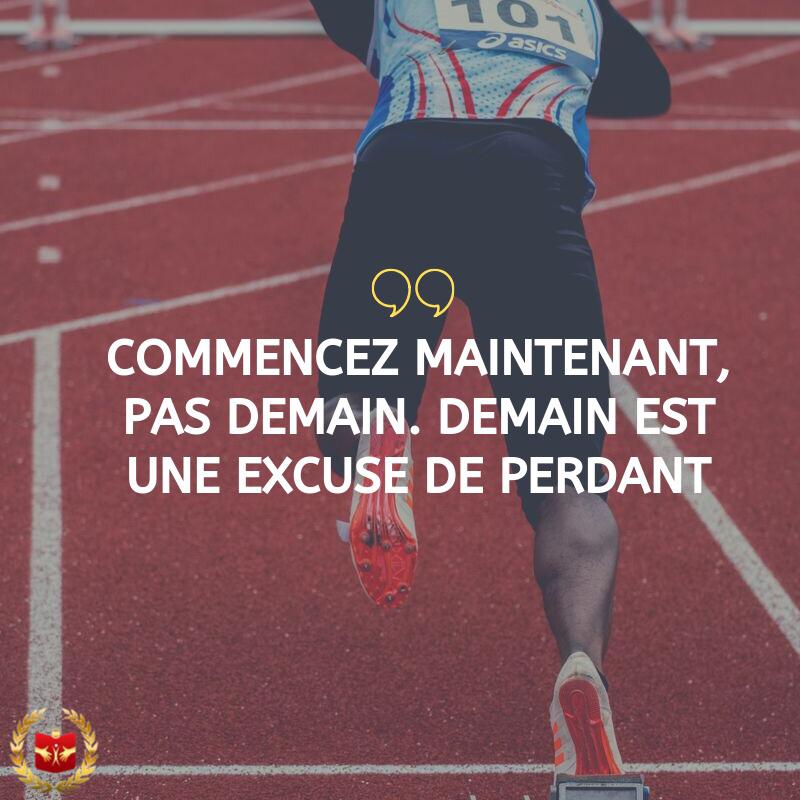 101
asics
COMMENCEZ MAINTENANT,
PAS DEMAIN. DEMAIN EST
UNE EXCUSE DE PERDANT